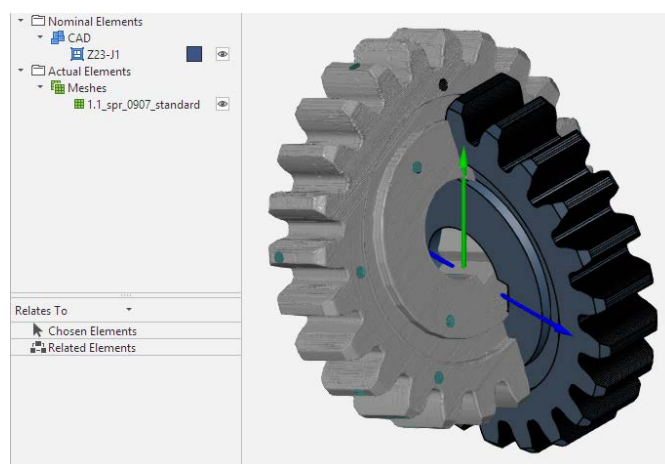 Nominal Elements
CAD
Z23-J1
Actual Elements
Meshes
1.1_spr_0907_standard
Relates To
Chosen Elements
Related Elements